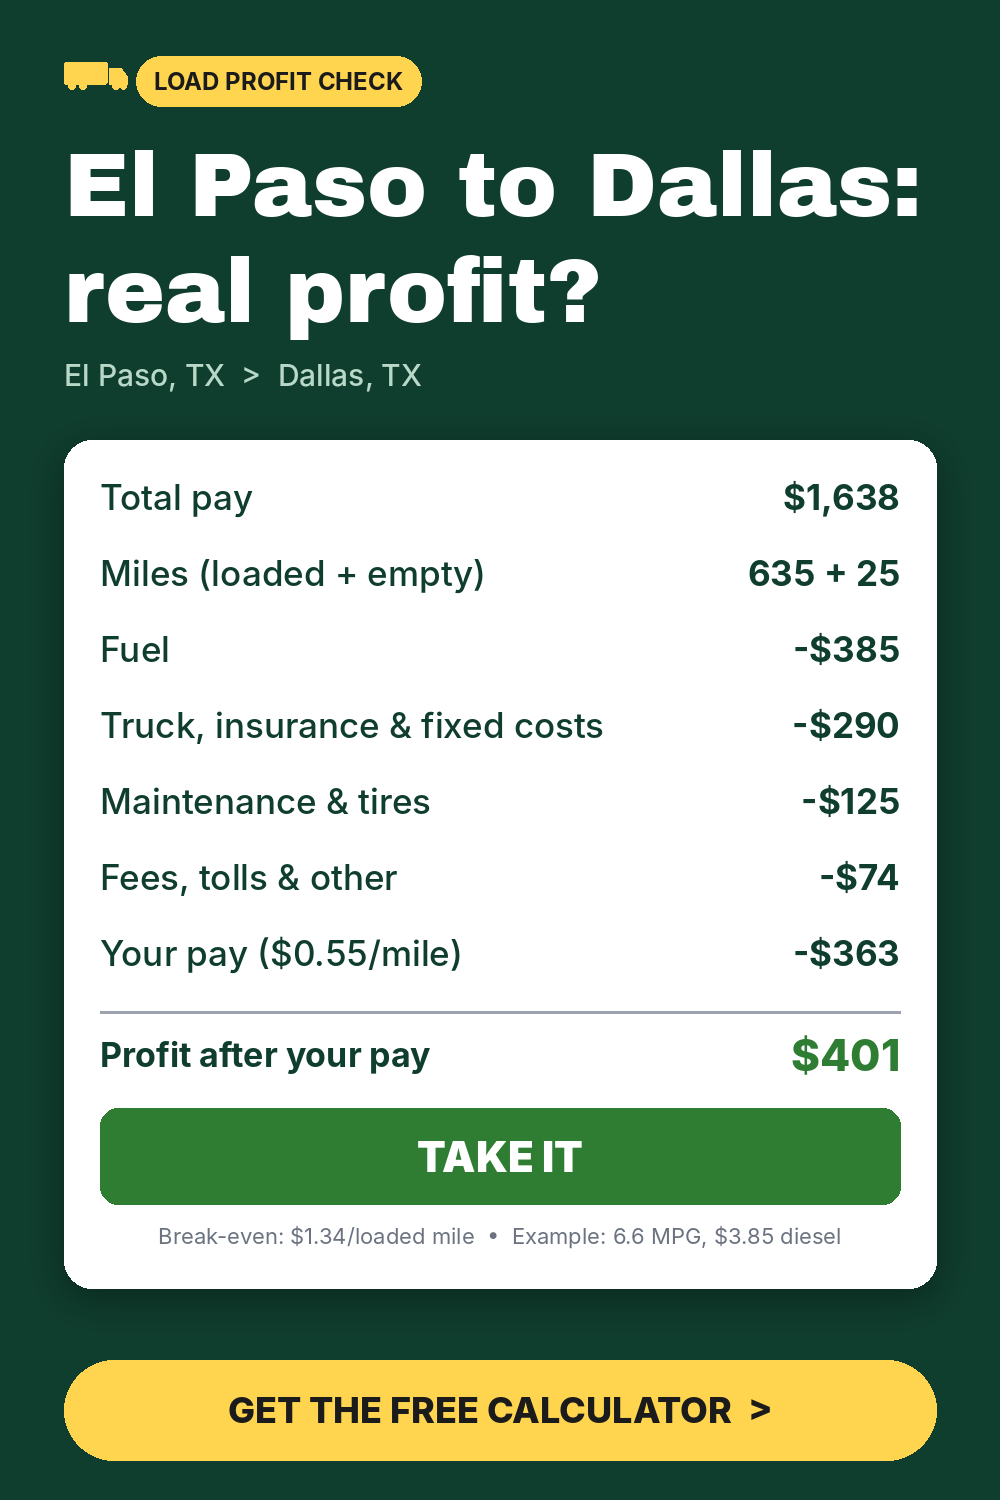 LOAD PROFIT CHECK
El Paso to Dallas:
real profit?
El Paso, TX > Dallas, TX
Total pay $1,638
Miles (loaded + empty) 635 + 25
Fuel -$385
Truck, insurance & fixed costs -$290
Maintenance & tires -$125
Fees, tolls & other -$74
Your pay ($0.55/mile) -$363
Profit after your pay $401
TAKE IT
Break-even: $1.34/loaded mile • Example: 6.6 MPG, $3.85 diesel
GET THE FREE CALCULATOR >